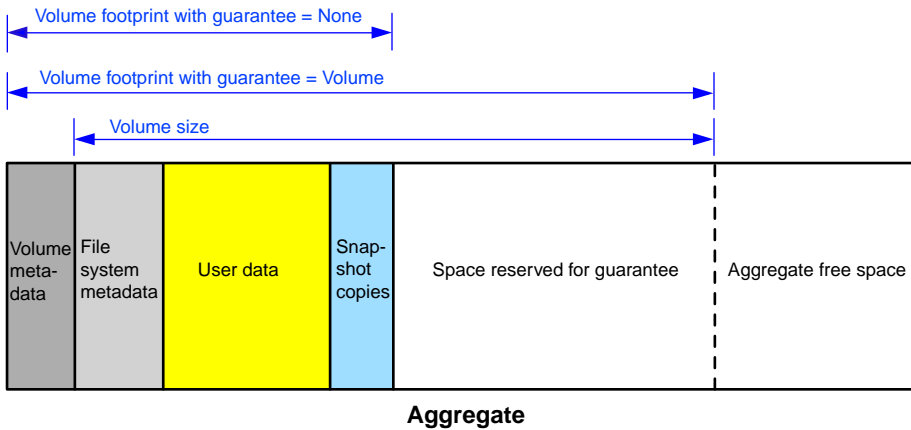 Volume footprint with guarantee = None
Volume footprint with guarantee = Volume
Volume size
Volume
meta-
data
File
system
metadata
User data
Snap-
shot
copies
Space reserved for guarantee
Aggregate free space
Aggregate